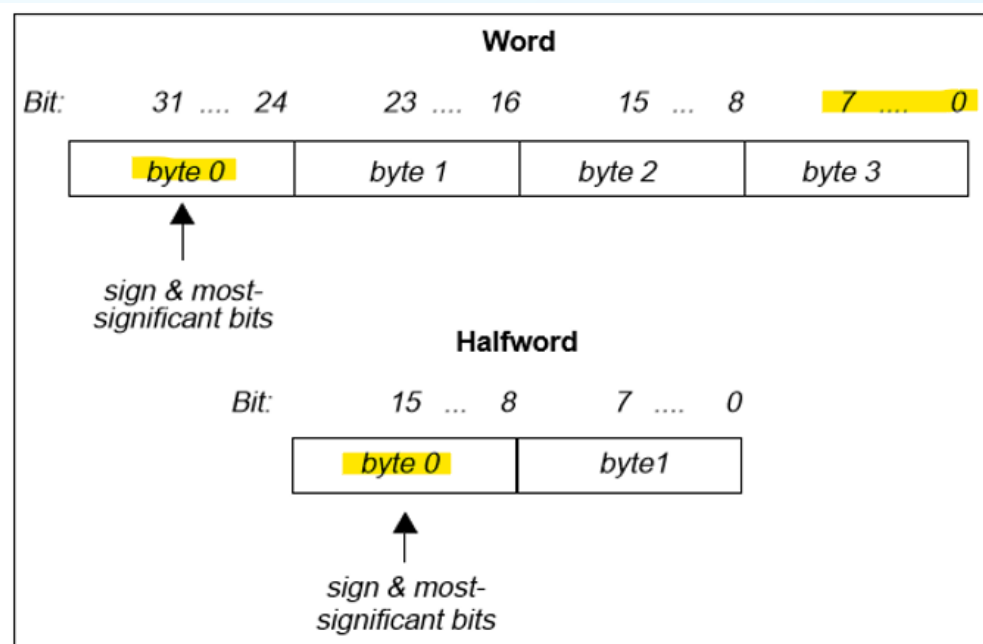 Word
Bit: 31 .... 24 23 .... 16 15 ... 8 7 .... 0
byte 0 byte 1 byte 2 byte 3
sign & most-
significant bits
Halfword
Bit: 15 ... 8 7 .... 0
byte 0 byte1
sign & most-
significant bits